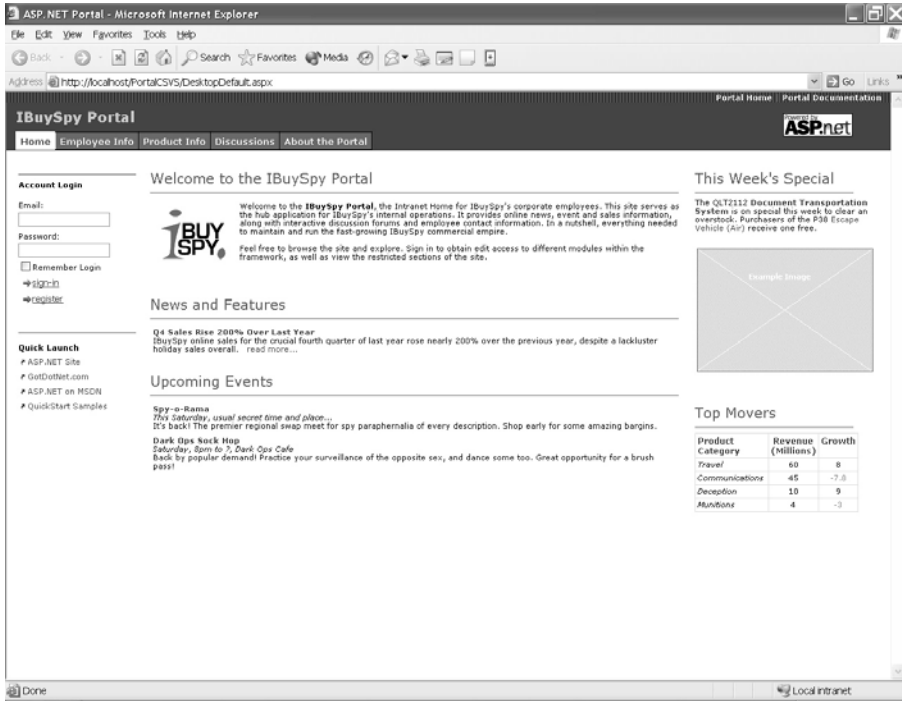 ASP.NET Portal - Microsoft Internet Explorer
File Edit View Favorites Tools Help
Back Search Favorites Media
Address http://localhost/PortalCSVS/DesktopDefault.aspx Go Links
Portal Home Portal Documentation
IBuySpy Portal
Powered by
ASP.net
Home Employee Info Product Info Discussions About the Portal
Account Login
Email:
Password:
Remember Login
sign-in
register
Quick Launch
ASP.NET Site
GotDotNet.com
ASP.NET on MSDN
QuickStart Samples
Welcome to the IBuySpy Portal
iBUY
SPY.
Welcome to the IBuySpy Portal, the Intranet Home for IBuySpy's corporate employees. This site serves as
the hub application for IBuySpy's internal operations. It provides online news, event and sales information,
along with interactive discussion forums and employee contact information. In a nutshell, everything needed
to maintain and run the fast-growing IBuySpy commercial empire.
Feel free to browse the site and explore. Sign in to obtain edit access to different modules within the
framework, as well as view the restricted sections of the site.
News and Features
Q4 Sales Rise 200% Over Last Year
IBuySpy online sales for the crucial fourth quarter of last year rose nearly 200% over the previous year, despite a lackluster
holiday sales overall. read more...
Upcoming Events
Spy-o-Rama
This Saturday, usual secret time and place...
It's back! The premier regional swap meet for spy paraphernalia of every description. Shop early for some amazing bargins.
Dark Ops Sock Hop
Saturday, 8pm to ?, Dark Ops Cafe
Back by popular demand! Practice your surveillance of the opposite sex, and dance some too. Great opportunity for a brush
pass!
This Week's Special
The QLT2112 Document Transportation
System is on special this week to clear an
overstock. Purchasers of the P38 Escape
Vehicle (Air) receive one free.
Example Image
Top Movers
Product Category Revenue (Millions) Growth
Travel 60 8
Communications 45 -7.8
Deception 10 9
Munitions 4 -3
Done Local intranet